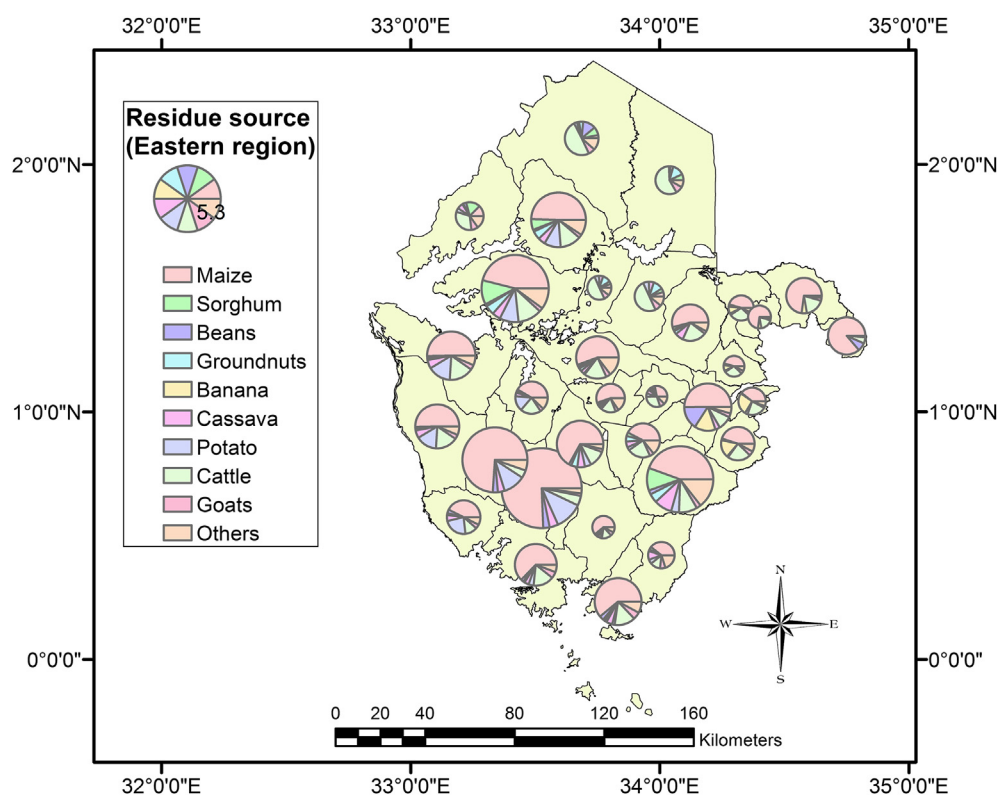 32°0'0"E 33°0'0"E 34°0'0"E 35°0'0"E
Residue source
(Eastern region)
5.3
Maize
Sorghum
Beans
Groundnuts
Banana
Cassava
Potato
Cattle
Goats
Others
2°0'0"N 2°0'0"N
1°0'0"N 1°0'0"N
0°0'0" 0°0'0"
N
W E
S
0 20 40 80 120 160
Kilometers
32°0'0"E 33°0'0"E 34°0'0"E 35°0'0"E